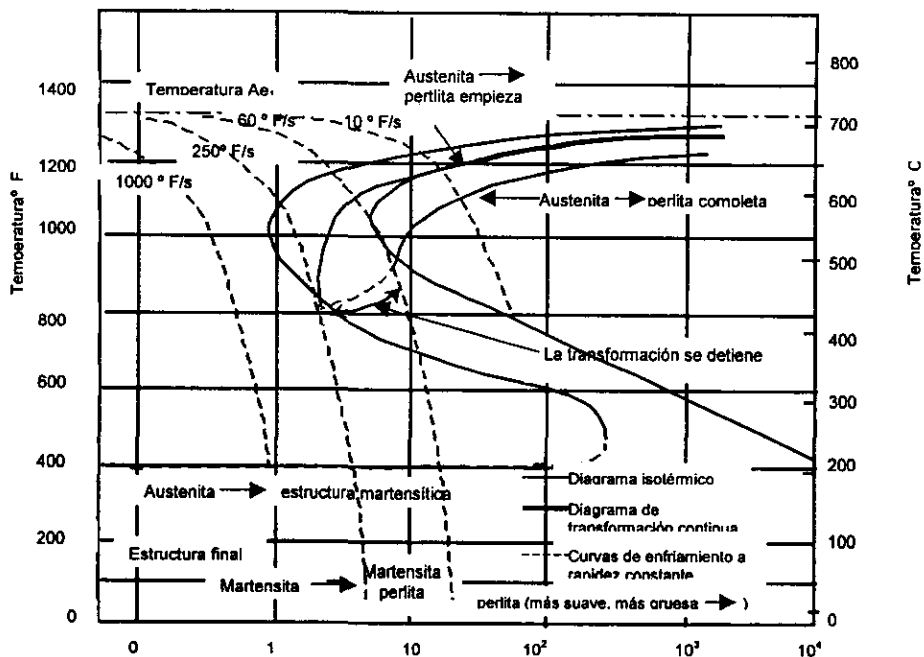 800
Austenita
perltita empieza
1400
Temperatura Ae₁
60 º F/s
10 º F/s
700
250º F/s
1200
1000 º F/s
600
Austenita
perlita completa
1000
500
Temperatura° F
Temperatura° C
800
400
La transformación se detiene
600
300
400
200
Austenita
estructura martensítica
Diagrama isotérmico
Diagrama de
transformación continua
200
100
Estructura final
Curvas de enfriamiento a
rapidez constante
Martensita
Martensita
perlita
perlita (más suave, más gruesa
)
0
0
0
1
10
10²
10³
10⁴